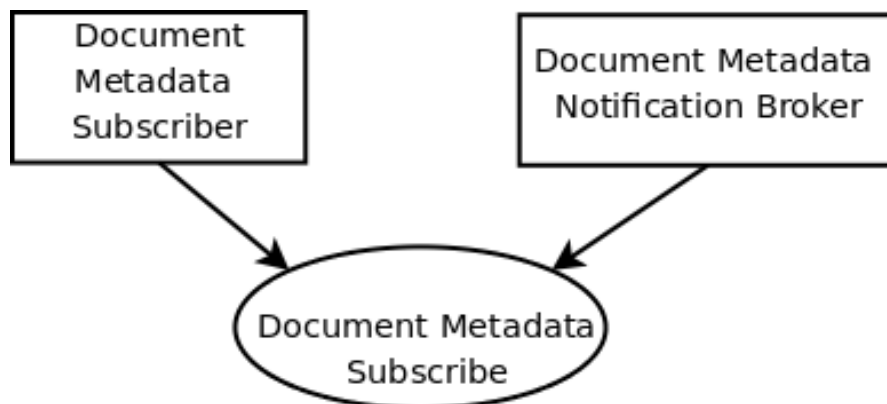 Document
Metadata
Subscriber
Document Metadata
Notification Broker
Document Metadata
Subscribe